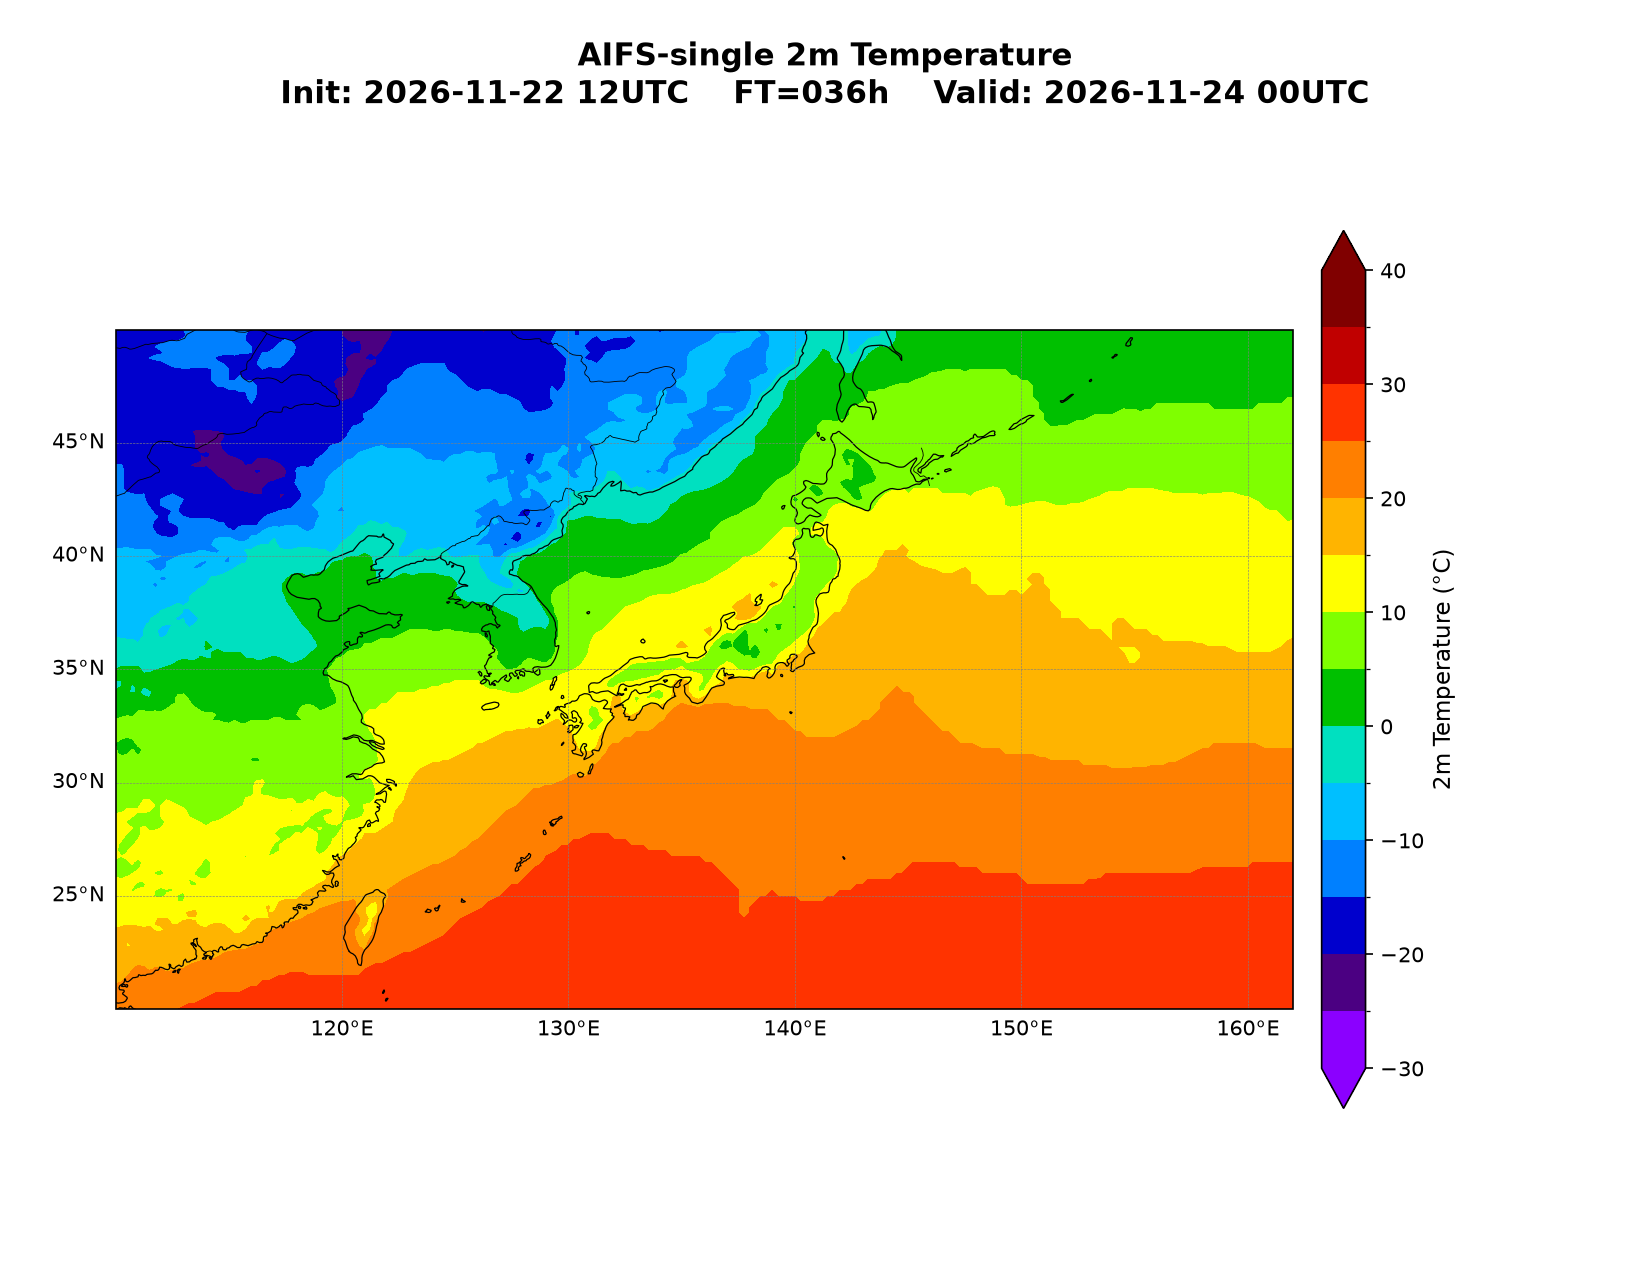 AIFS-single 2m Temperature
Init: 2026-11-22 12UTC    FT=036h    Valid: 2026-11-24 00UTC
45°N
40°N
35°N
30°N
25°N
120°E
130°E
140°E
150°E
160°E
40
30
20
10
0
−10
−20
−30
2m Temperature (°C)